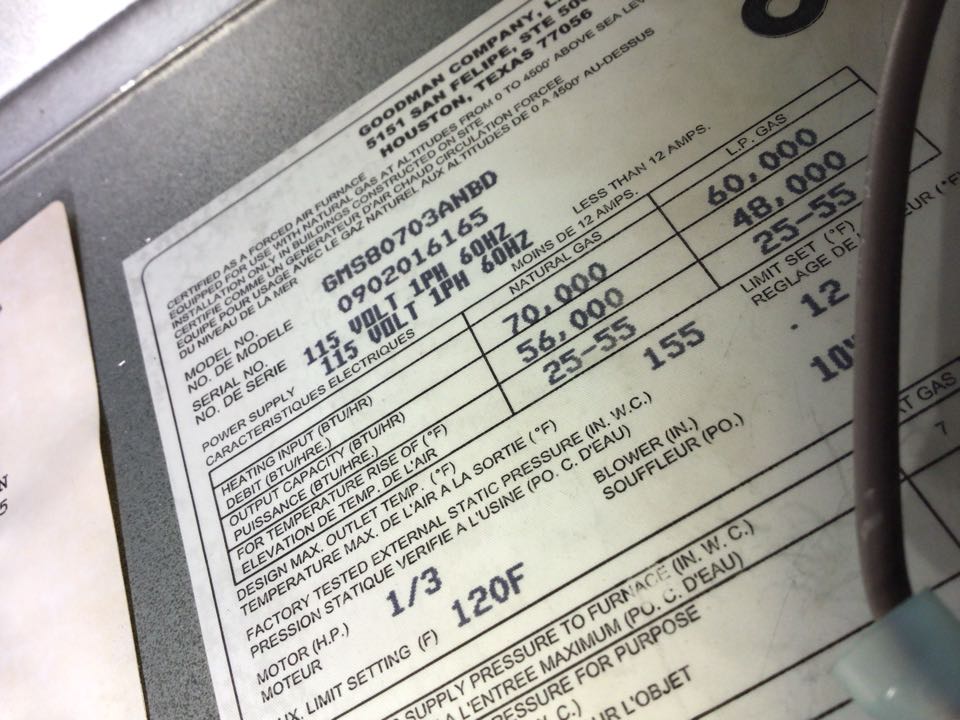 GOODMAN COMPANY,
5151 SAN FELIPE, STE 500
HOUSTON, TEXAS 77056
CERTIFIED AS A FORCED AIR FURNACE
EQUIPPED FOR USE WITH NATURAL GAS AT ALTITUDES FROM 0 TO 4500' ABOVE SEA
INSTALLATION ONLY IN BUILDINGS CONSTRUCTED ON SITE
CERTIFIE COMME UN GENERATEUR D'AIR CHAUD CIRCULATION FORCEE
EQUIPE POUR USAGE AVEC LE GAZ NATUREL AUX ALTITUDES DE 0 A 4500' AU-DESSUS
DU NIVEAU DE LA MER
MODEL NO. GMS80703ANBD
NO. DE MODELE
SERIAL NO. 0902016165
NO. DE SERIE
115 VOLT 1PH 60HZ LESS THAN 12 AMPS.
POWER SUPPLY 115 VOLT 1PH 60HZ MOINS DE 12 AMPS.
CARACTERISTIQUES ELECTRIQUES
NATURAL GAS L.P. GAS
HEATING INPUT (BTU/HR) 70,000 60,000
DEBIT (BTU/HRE.)
OUTPUT CAPACITY (BTU/HR) 56,000 48,000
PUISSANCE (BTU/HRE.)
FOR TEMPERATURE RISE OF (°F) 25-55 25-55
ELEVATION DE TEMP. DE L'AIR
DESIGN MAX. OUTLET TEMP. (°F) 155 LIMIT SET (°F)
TEMPERATURE MAX. DE L'AIR A LA SORTIE (°F) REGLAGE DE
FACTORY TESTED EXTERNAL STATIC PRESSURE (IN. W.C.) .12
PRESSION STATIQUE VERIFIE A L'USINE (PO. C. D'EAU)
MOTOR (H.P.) 1/3 BLOWER (IN.) 10
MOTEUR SOUFFLEUR (PO.)
LIMIT SETTING (F) 120F
SUPPLY PRESSURE TO FURNACE (IN. W. C.)
A L'ENTREE MAXIMUM (PO. C. D'EAU)
FOR PURPOSE
L'OBJET
GAS
7
N
5